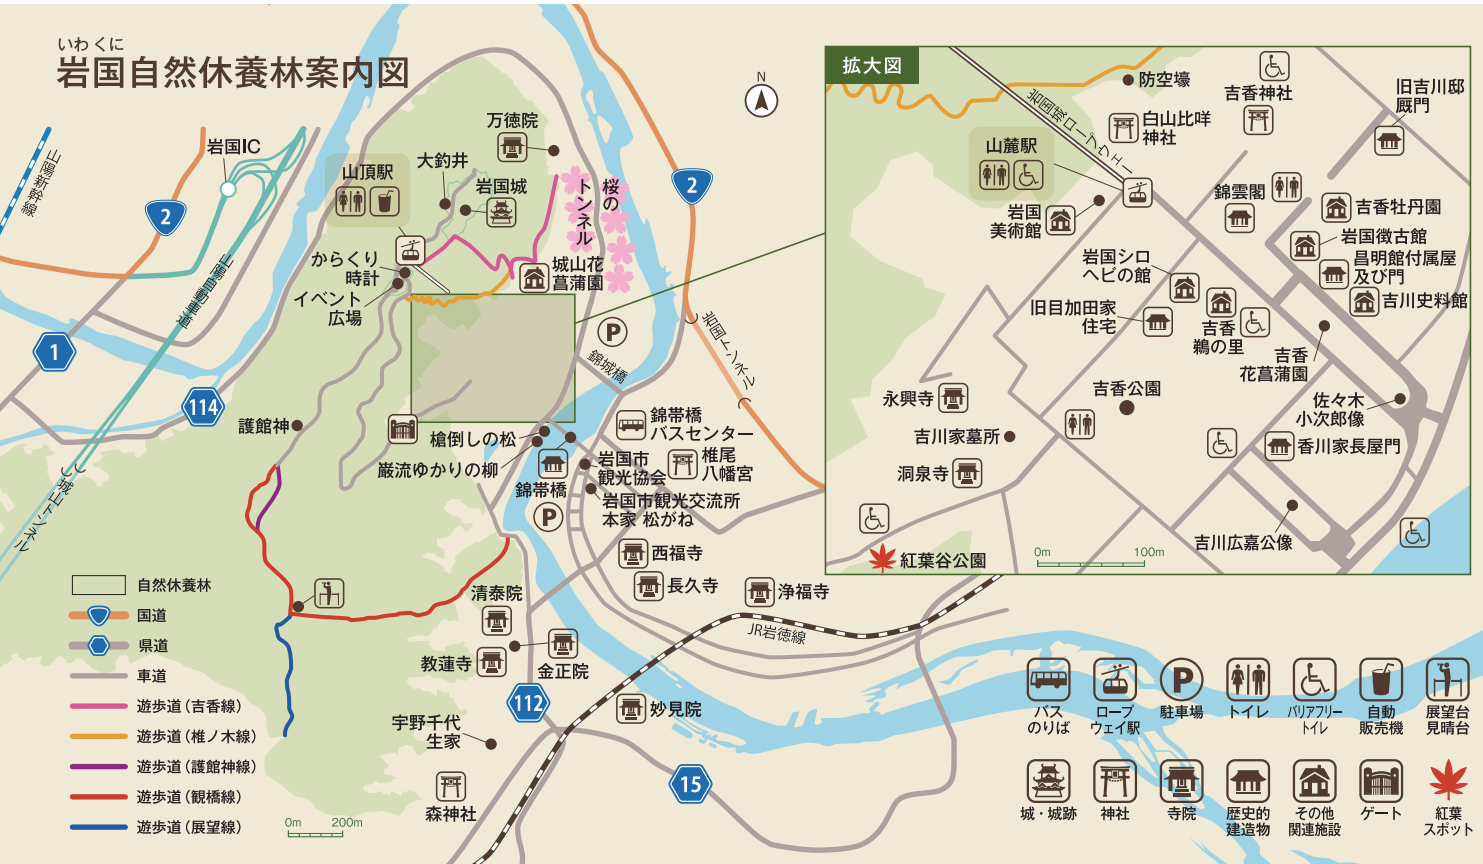 いわくに
岩国自然休養林案内図
山陽新幹線
2
岩国IC
山陽自動車道
1
114
城山トンネル
山頂駅
大釣井
岩国城
万徳院
桜の
トンネル
からくり
時計
イベント
広場
城山花
菖蒲園
N
2
岩国トンネル
P
錦城橋
護館神
槍倒しの松
巌流ゆかりの柳
錦帯橋
P
錦帯橋
バスセンター
岩国市
観光協会
椎尾
八幡宮
岩国市観光交流所
本家 松がね
西福寺
長久寺
浄福寺
JR岩徳線
清泰院
教蓮寺
金正院
112
妙見院
宇野千代
生家
森神社
15
自然休養林
国道
県道
車道
遊歩道(吉香線)
遊歩道(椎ノ木線)
遊歩道(護館神線)
遊歩道(観橋線)
遊歩道(展望線)
0m
200m
拡大図
防空壕
岩国城ロープウェー
白山比咩
神社
吉香神社
旧吉川邸
厩門
山麓駅
岩国
美術館
錦雲閣
吉香牡丹園
岩国徴古館
昌明館付属屋
及び門
吉川史料館
岩国シロ
ヘビの館
旧目加田家
住宅
吉香
鵜の里
吉香
花菖蒲園
永興寺
吉香公園
佐々木
小次郎像
吉川家墓所
香川家長屋門
洞泉寺
吉川広嘉公像
紅葉谷公園
0m
100m
バス
のりば
ロープ
ウェイ駅
P
駐車場
トイレ
バリアフリー
トイレ
自動
販売機
展望台
見晴台
城・城跡
神社
寺院
歴史的
建造物
その他
関連施設
ゲート
紅葉
スポット